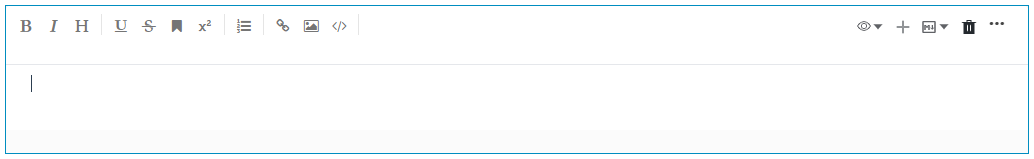 B I H U S x² M↓